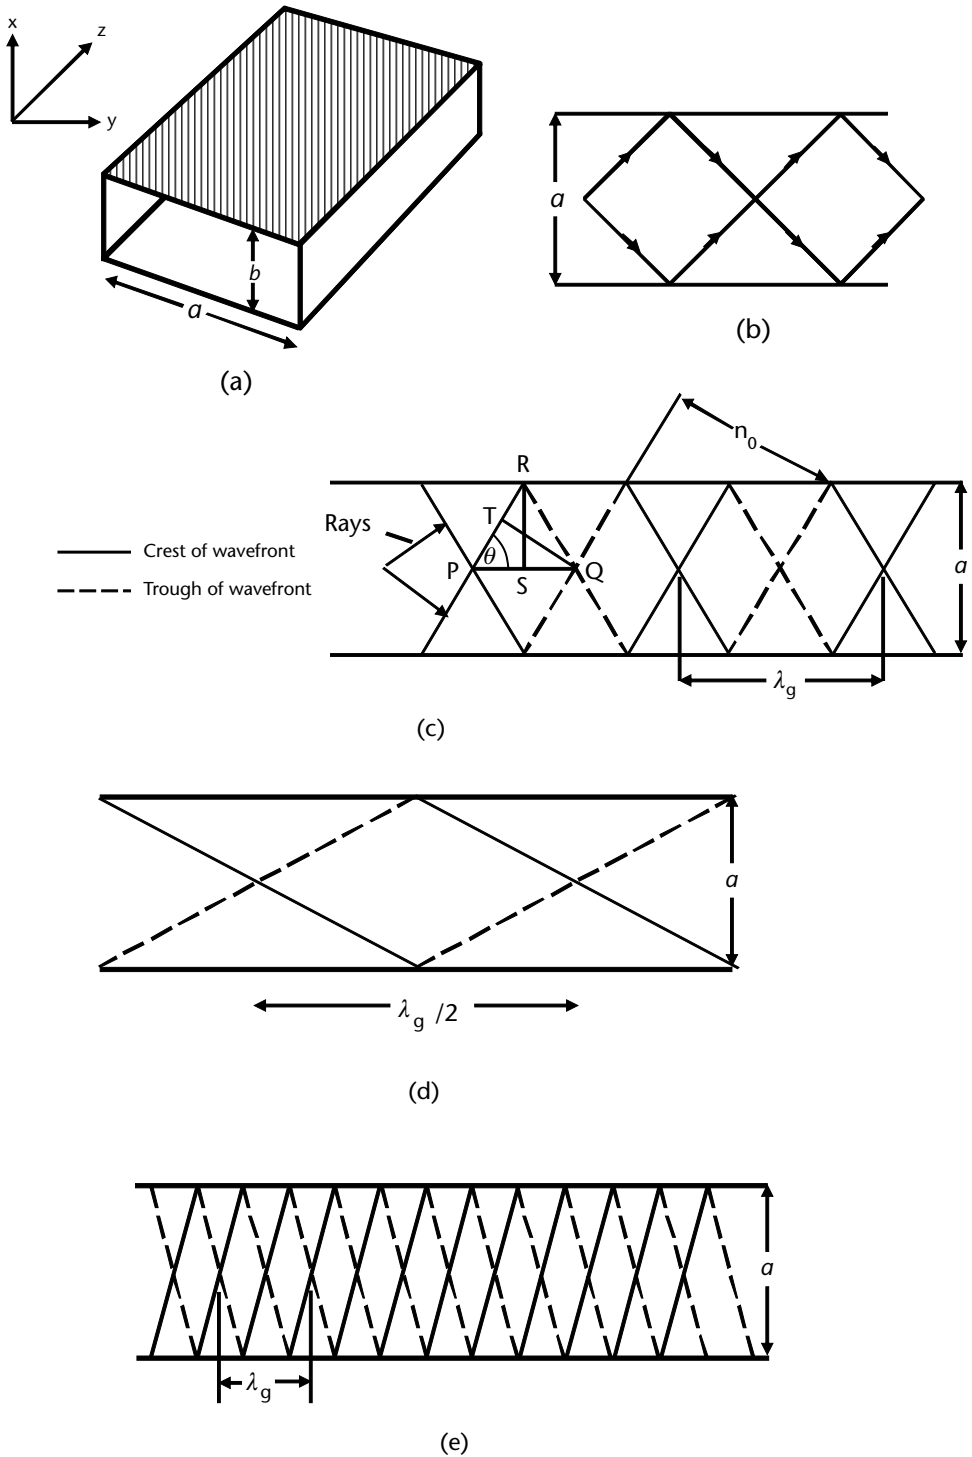 x
z
y
b
a
(a)
a
(b)
n0
R
Rays
T
Crest of wavefront
P
θ
Q
a
S
Trough of wavefront
λg
(c)
a
λg /2
(d)
a
λg
(e)